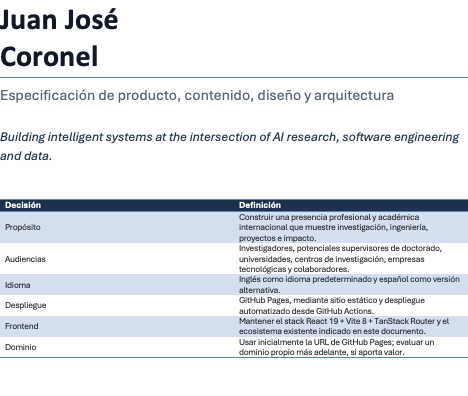 Juan José
Coronel
Especificación de producto, contenido, diseño y arquitectura
Building intelligent systems at the intersection of AI research, software engineering
and data.
Decisión Definición
Propósito
Construir una presencia profesional y académica
internacional que muestre investigación, ingeniería,
proyectos e impacto.
Audiencias
Investigadores, potenciales supervisores de doctorado,
universidades, centros de investigación, empresas
tecnológicas y colaboradores.
Idioma
Inglés como idioma predeterminado y español como versión
alternativa.
Despliegue
GitHub Pages, mediante sitio estático y despliegue
automatizado desde GitHub Actions.
Frontend
Mantener el stack React 19 + Vite 8 + TanStack Router y el
ecosistema existente indicado en este documento.
Dominio
Usar inicialmente la URL de GitHub Pages; evaluar un
dominio propio más adelante, si aporta valor.